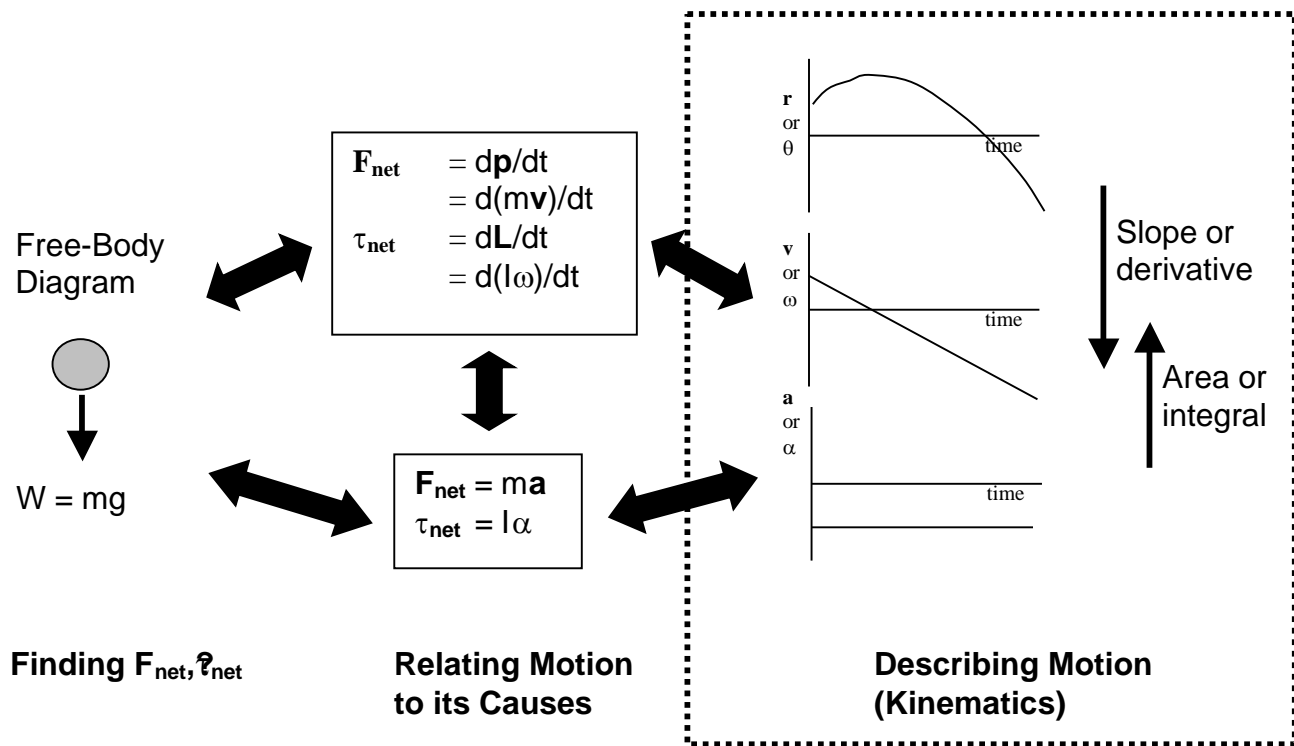 Free-Body
Diagram
W = mg
Finding F_net, τ_net
F_net = dp/dt
= d(mv)/dt
τ_net = dL/dt
= d(Iω)/dt
F_net = ma
τ_net = Iα
Relating Motion
to its Causes
r
or
θ
time
v
or
ω
time
a
or
α
time
Slope or
derivative
Area or
integral
Describing Motion
(Kinematics)